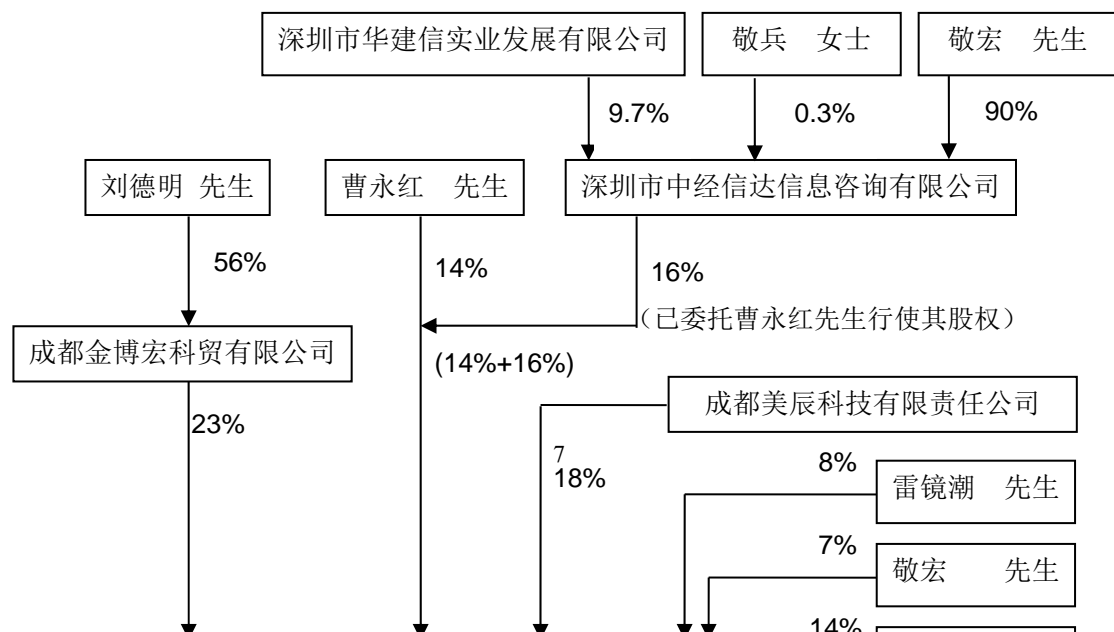 深圳市华建信实业发展有限公司
敬兵 女士
敬宏 先生
9.7%
0.3%
90%
刘德明 先生
曹永红 先生
深圳市中经信达信息咨询有限公司
56%
14%
16%
（已委托曹永红先生行使其股权）
成都金博宏科贸有限公司
(14%+16%)
23%
成都美辰科技有限责任公司
7
18%
8%
雷镜潮 先生
7%
敬宏 先生
14%